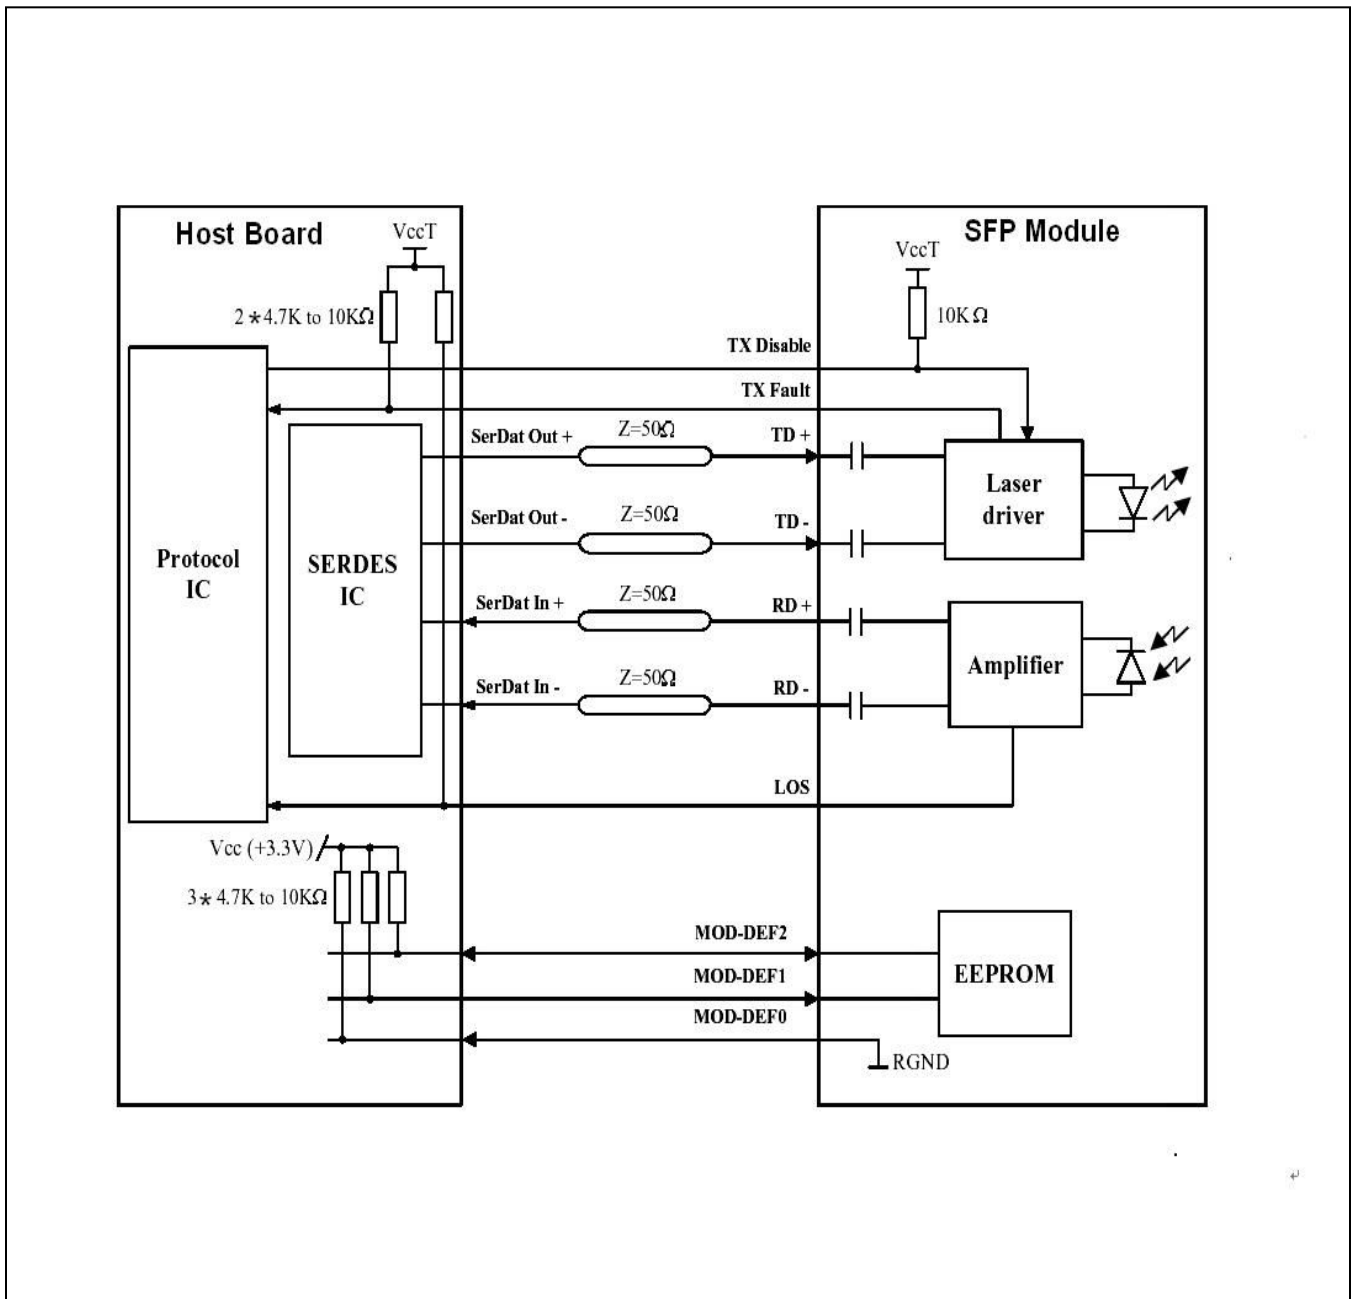 Host Board
VccT
2*4.7K to 10KΩ
SFP Module
VccT
10KΩ
TX Disable
TX Fault
SerDat Out +
Z=50Ω
TD +
SerDat Out -
Z=50Ω
TD -
SerDat In +
Z=50Ω
RD +
SerDat In -
Z=50Ω
RD -
Protocol
IC
SERDES
IC
Laser
driver
Amplifier
LOS
Vcc (+3.3V)
3*4.7K to 10KΩ
MOD-DEF2
MOD-DEF1
MOD-DEF0
EEPROM
RGND